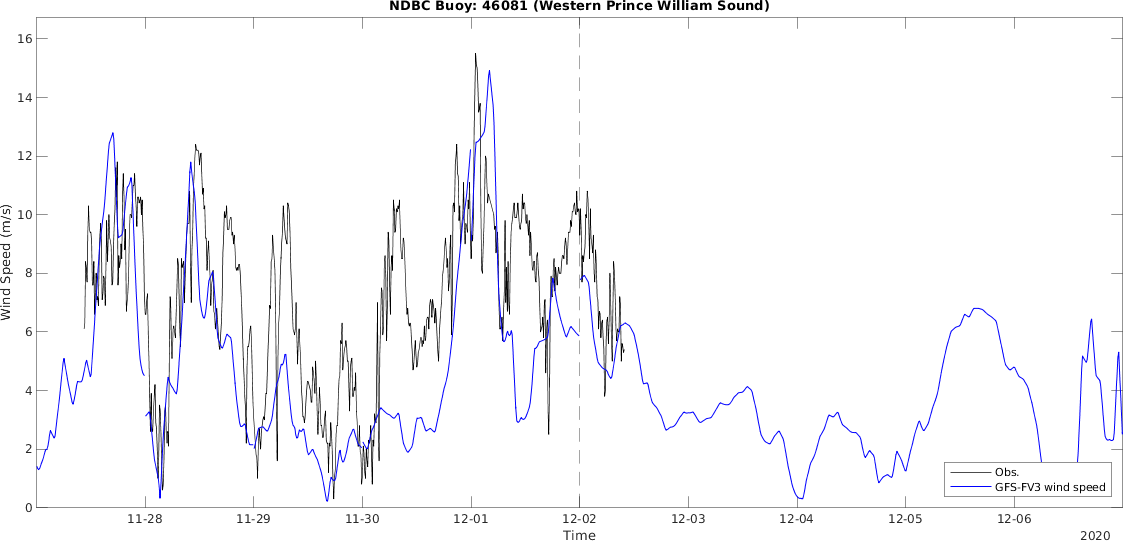 NDBC Buoy: 46081 (Western Prince William Sound)
16
14
12
10
8
6
4
2
0
Wind Speed (m/s)
Obs.
GFS-FV3 wind speed
11-28 11-29 11-30 12-01 12-02 12-03 12-04 12-05 12-06
Time
2020